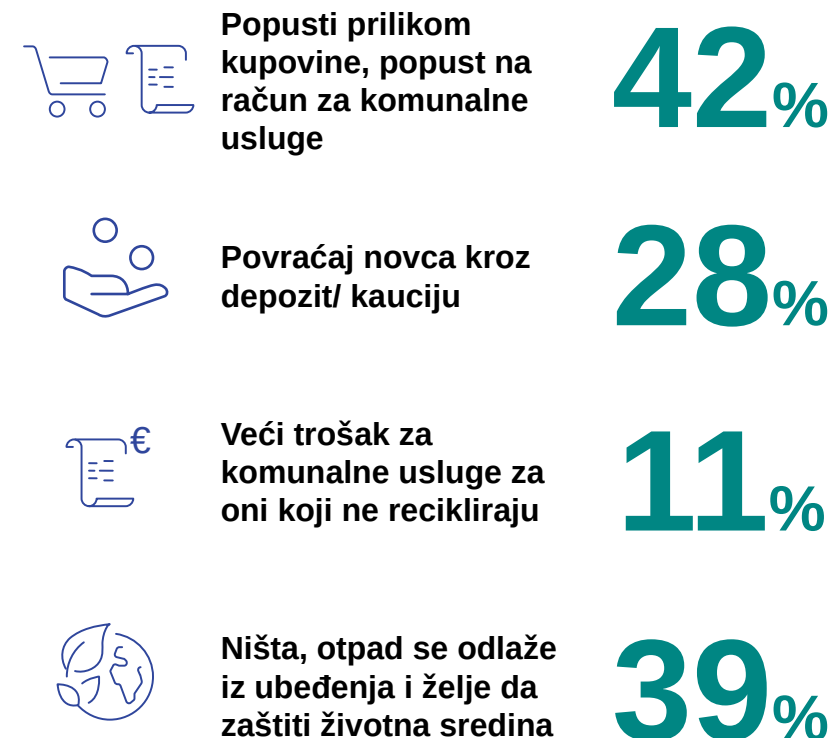 Popusti prilikom
kupovine, popust na
račun za komunalne
usluge
42%
Povraćaj novca kroz
depozit/ kauciju
28%
€
Veći trošak za
komunalne usluge za
oni koji ne recikliraju
11%
Ništa, otpad se odlaže
iz ubeđenja i želje da
zaštiti životna sredina
39%